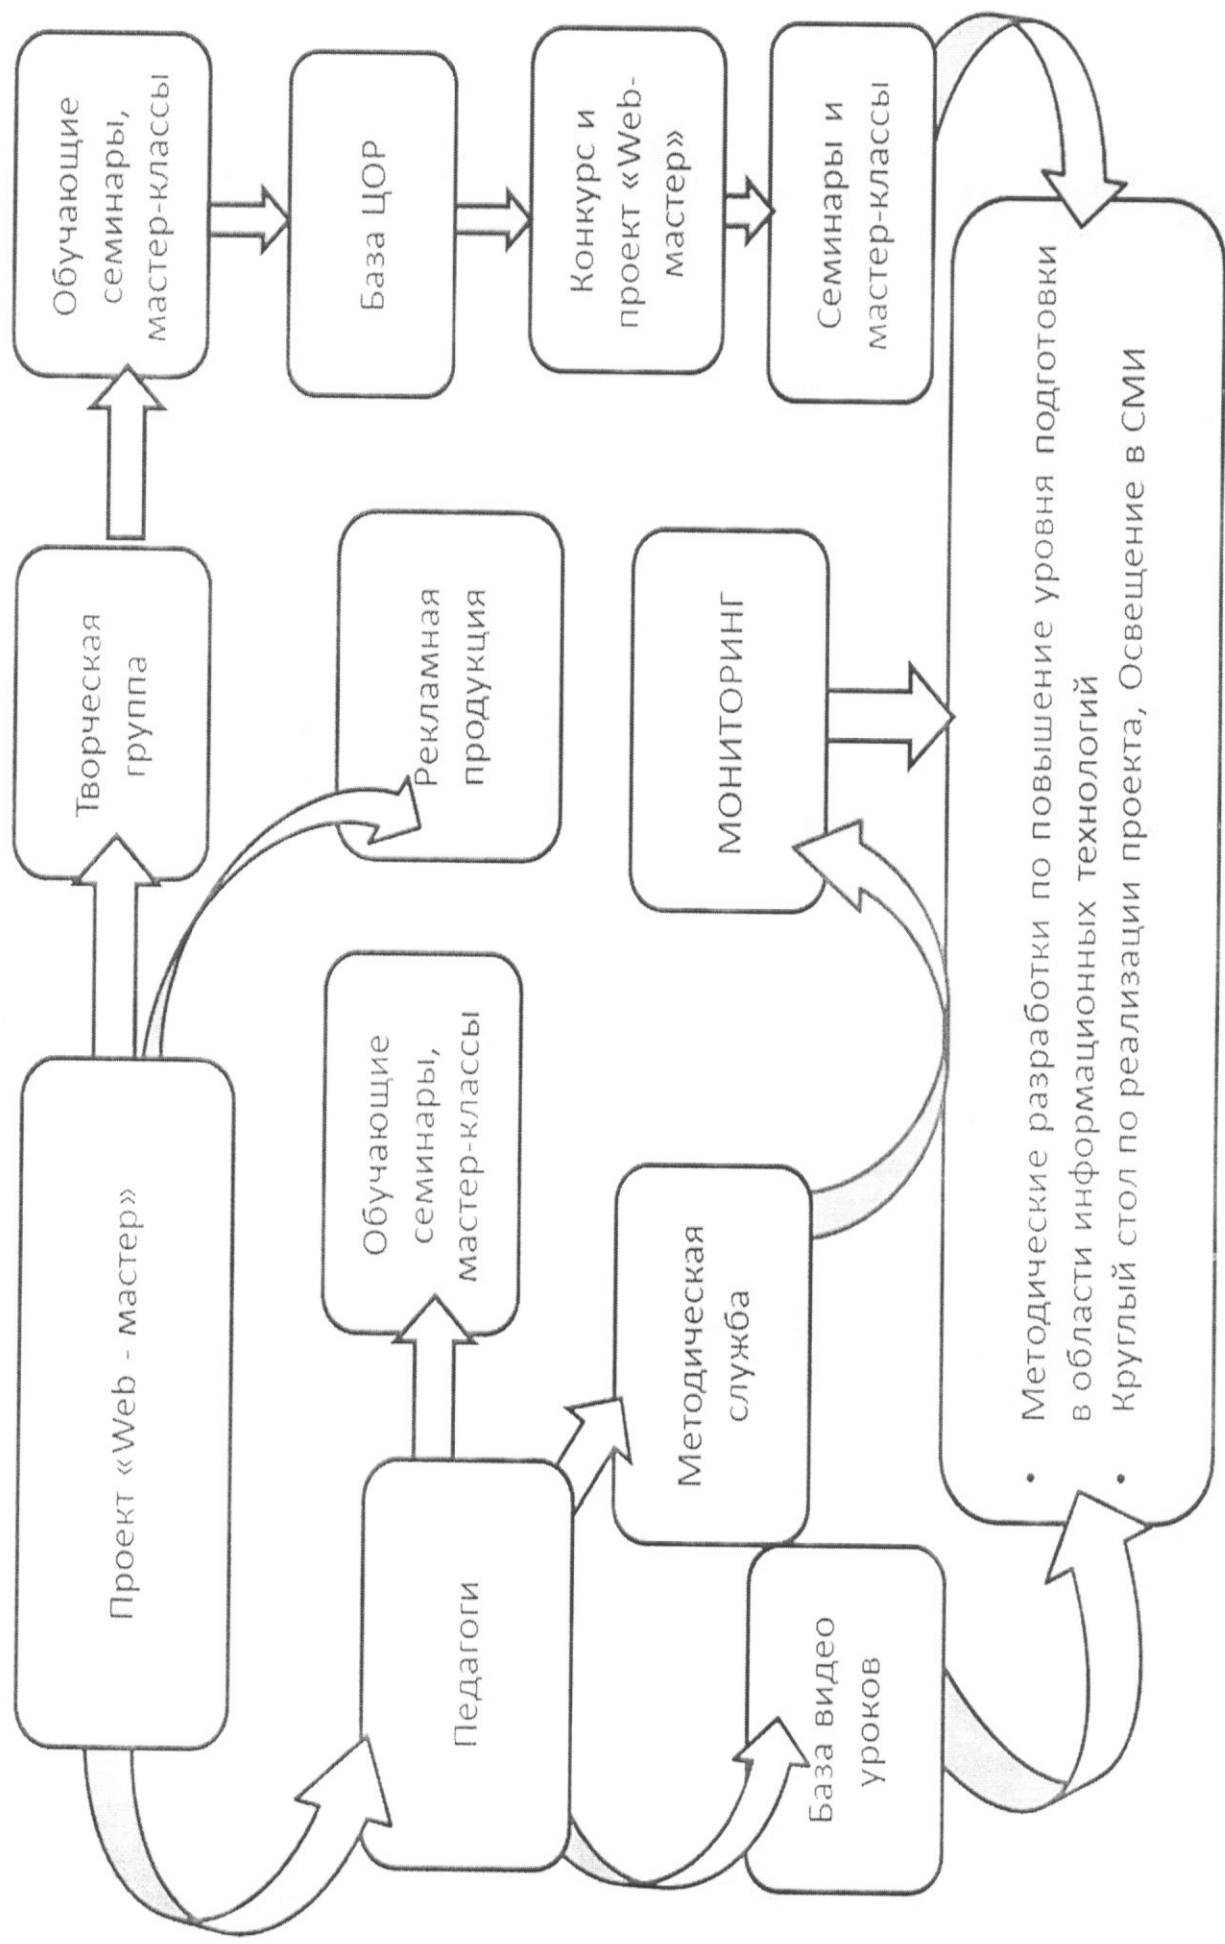 Проект «Web - мастер»
Творческая
группа
Обучающие
семинары,
мастер-классы
Педагоги
Обучающие
семинары,
мастер-классы
Рекламная
продукция
База ЦОР
Методическая
служба
МОНИТОРИНГ
Конкурс и
проект «Web-
мастер»
База видео
уроков
Семинары и
мастер-классы
• Методические разработки по повышение уровня подготовки
в области информационных технологий
• Круглый стол по реализации проекта, Освещение в СМИ